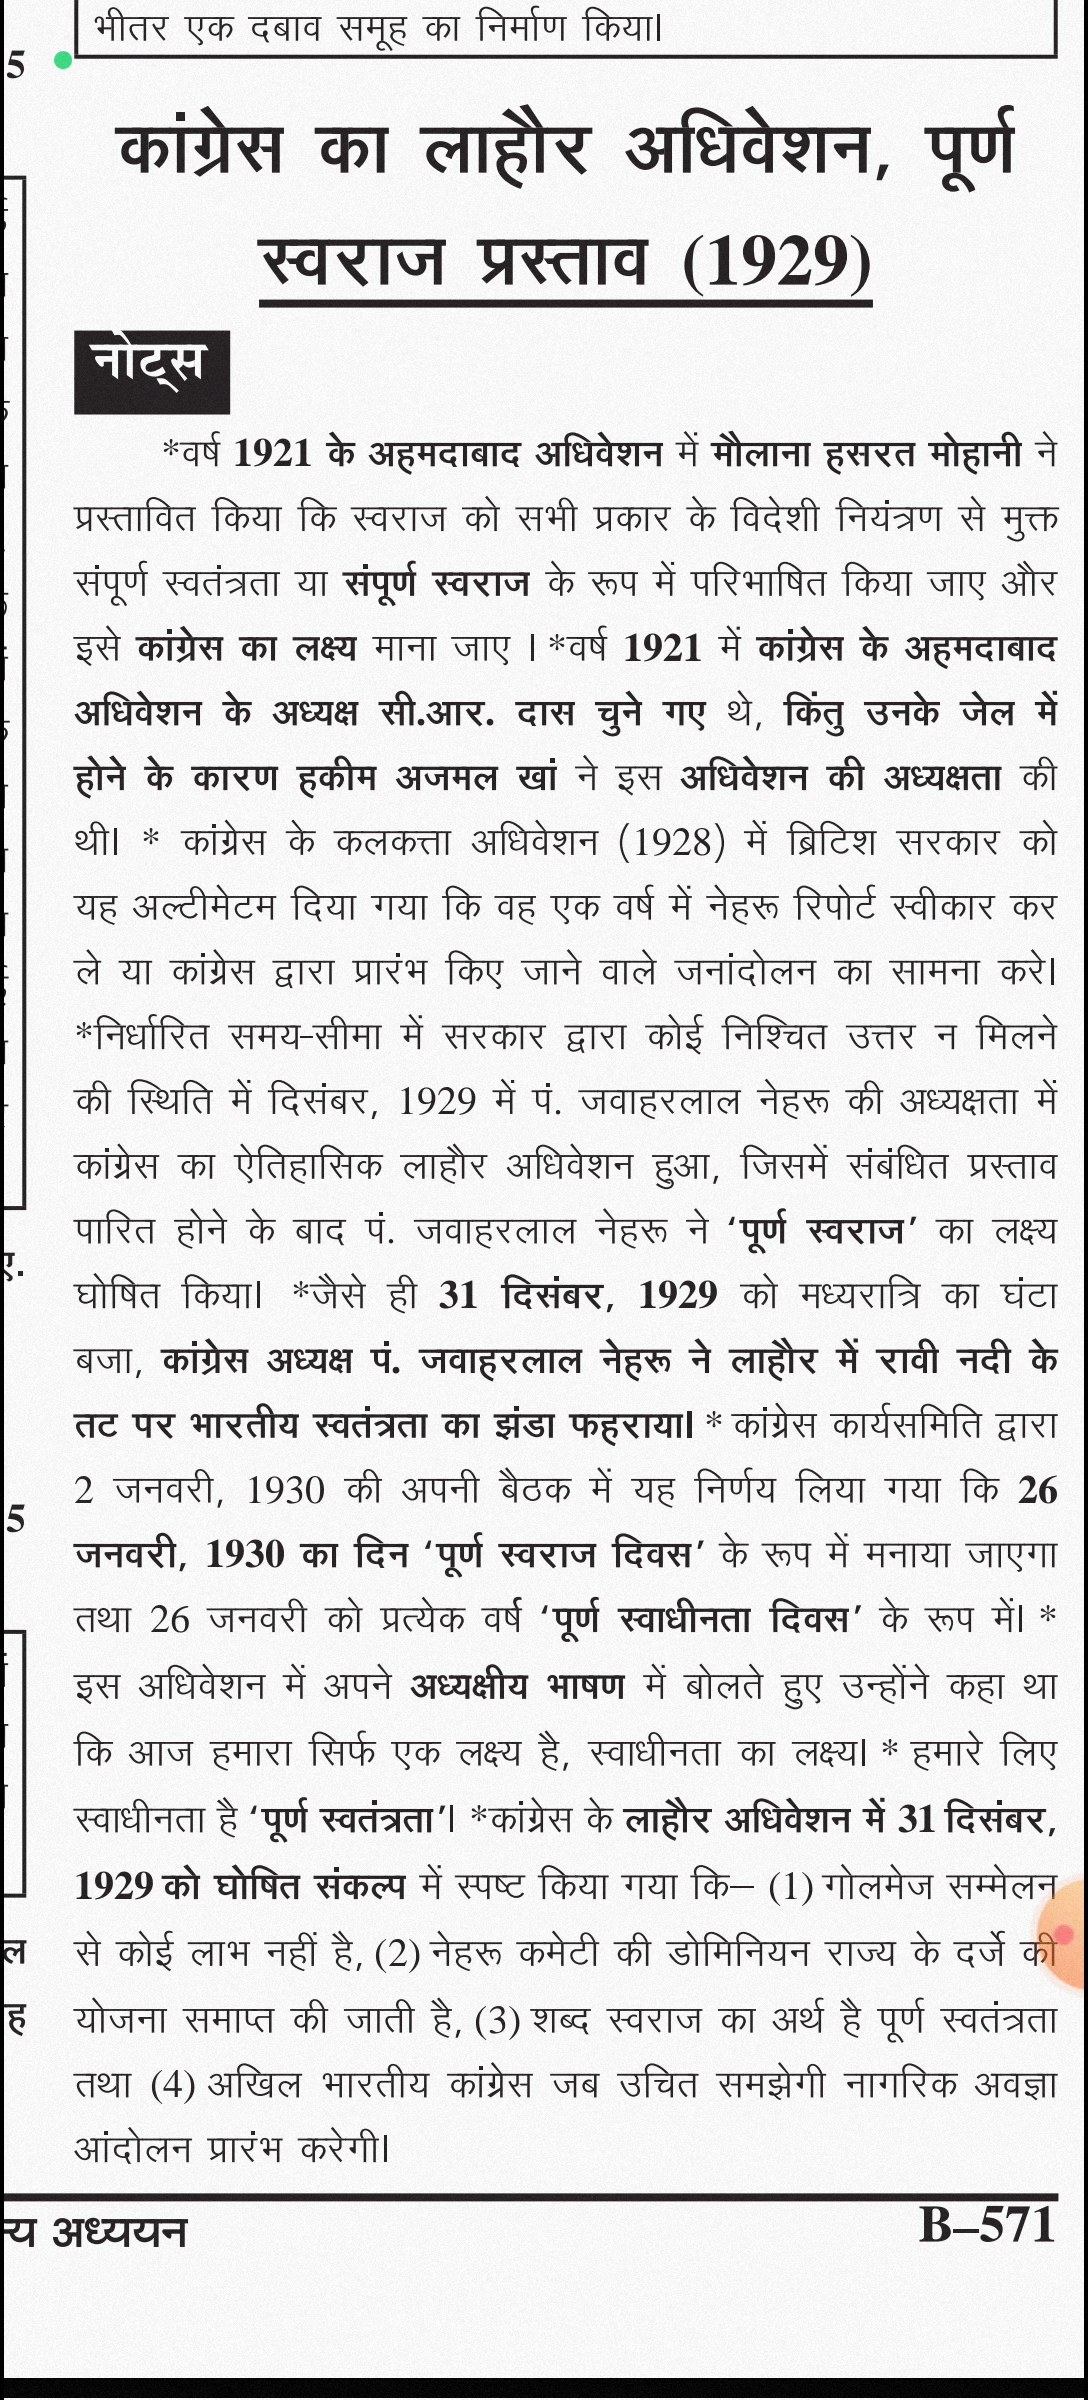 भीतर एक दबाव समूह का निर्माण किया।
5
कांग्रेस का लाहौर अधिवेशन, पूर्ण
स्वराज प्रस्ताव (1929)
नोट्स
*वर्ष 1921 के अहमदाबाद अधिवेशन में मौलाना हसरत मोहानी ने
प्रस्तावित किया कि स्वराज को सभी प्रकार के विदेशी नियंत्रण से मुक्त
संपूर्ण स्वतंत्रता या संपूर्ण स्वराज के रूप में परिभाषित किया जाए और
इसे कांग्रेस का लक्ष्य माना जाए । *वर्ष 1921 में कांग्रेस के अहमदाबाद
अधिवेशन के अध्यक्ष सी.आर. दास चुने गए थे, किंतु उनके जेल में
होने के कारण हकीम अजमल खां ने इस अधिवेशन की अध्यक्षता की
थी। * कांग्रेस के कलकत्ता अधिवेशन (1928) में ब्रिटिश सरकार को
यह अल्टीमेटम दिया गया कि वह एक वर्ष में नेहरू रिपोर्ट स्वीकार कर
ले या कांग्रेस द्वारा प्रारंभ किए जाने वाले जनांदोलन का सामना करे।
*निर्धारित समय-सीमा में सरकार द्वारा कोई निश्चित उत्तर न मिलने
की स्थिति में दिसंबर, 1929 में पं. जवाहरलाल नेहरू की अध्यक्षता में
कांग्रेस का ऐतिहासिक लाहौर अधिवेशन हुआ, जिसमें संबंधित प्रस्ताव
पारित होने के बाद पं. जवाहरलाल नेहरू ने ‘पूर्ण स्वराज’ का लक्ष्य
घोषित किया। *जैसे ही 31 दिसंबर, 1929 को मध्यरात्रि का घंटा
बजा, कांग्रेस अध्यक्ष पं. जवाहरलाल नेहरू ने लाहौर में रावी नदी के
तट पर भारतीय स्वतंत्रता का झंडा फहराया। * कांग्रेस कार्यसमिति द्वारा
2 जनवरी, 1930 की अपनी बैठक में यह निर्णय लिया गया कि 26
5
जनवरी, 1930 का दिन ‘पूर्ण स्वराज दिवस’ के रूप में मनाया जाएगा
तथा 26 जनवरी को प्रत्येक वर्ष ‘पूर्ण स्वाधीनता दिवस’ के रूप में। *
इस अधिवेशन में अपने अध्यक्षीय भाषण में बोलते हुए उन्होंने कहा था
कि आज हमारा सिर्फ एक लक्ष्य है, स्वाधीनता का लक्ष्य। * हमारे लिए
स्वाधीनता है ‘पूर्ण स्वतंत्रता’। *कांग्रेस के लाहौर अधिवेशन में 31 दिसंबर,
1929 को घोषित संकल्प में स्पष्ट किया गया कि– (1) गोलमेज सम्मेलन
से कोई लाभ नहीं है, (2) नेहरू कमेटी की डोमिनियन राज्य के दर्जे की
ल
योजना समाप्त की जाती है, (3) शब्द स्वराज का अर्थ है पूर्ण स्वतंत्रता
ह
तथा (4) अखिल भारतीय कांग्रेस जब उचित समझेगी नागरिक अवज्ञा
आंदोलन प्रारंभ करेगी।
न्य अध्ययन
B–571